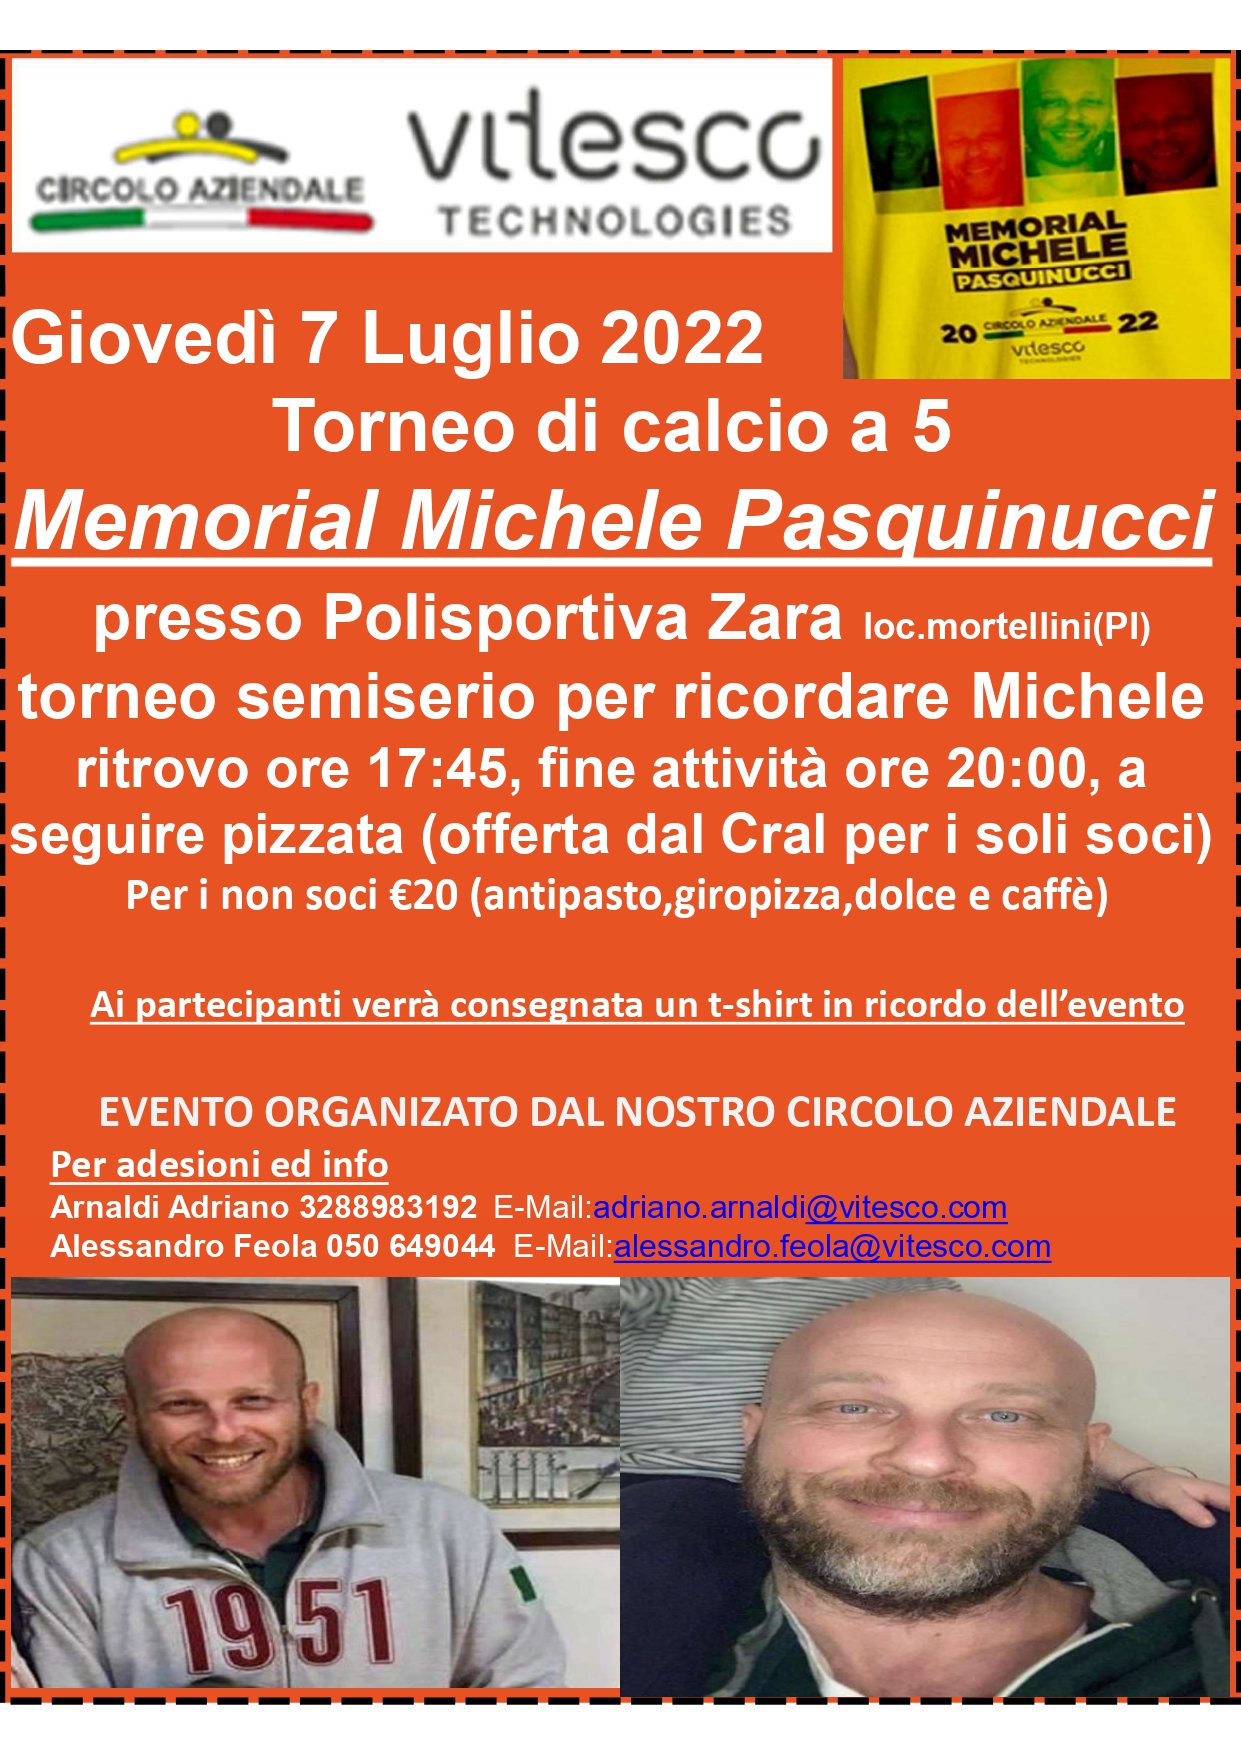 CIRCOLO AZIENDALE
vitesco
TECHNOLOGIES
MEMORIAL
MICHELE
PASQUINUCCI
20 CIRCOLO AZIENDALE 22
vitesco
TECHNOLOGIES
Giovedì 7 Luglio 2022
Torneo di calcio a 5
Memorial Michele Pasquinucci
presso Polisportiva Zara loc.mortellini(PI)
torneo semiserio per ricordare Michele
ritrovo ore 17:45, fine attività ore 20:00, a
seguire pizzata (offerta dal Cral per i soli soci)
Per i non soci €20 (antipasto,giropizza,dolce e caffè)
Ai partecipanti verrà consegnata un t-shirt in ricordo dell’evento
EVENTO ORGANIZATO DAL NOSTRO CIRCOLO AZIENDALE
Per adesioni ed info
Arnaldi Adriano 3288983192 E-Mail:adriano.arnaldi@vitesco.com
Alessandro Feola 050 649044 E-Mail:alessandro.feola@vitesco.com
1951